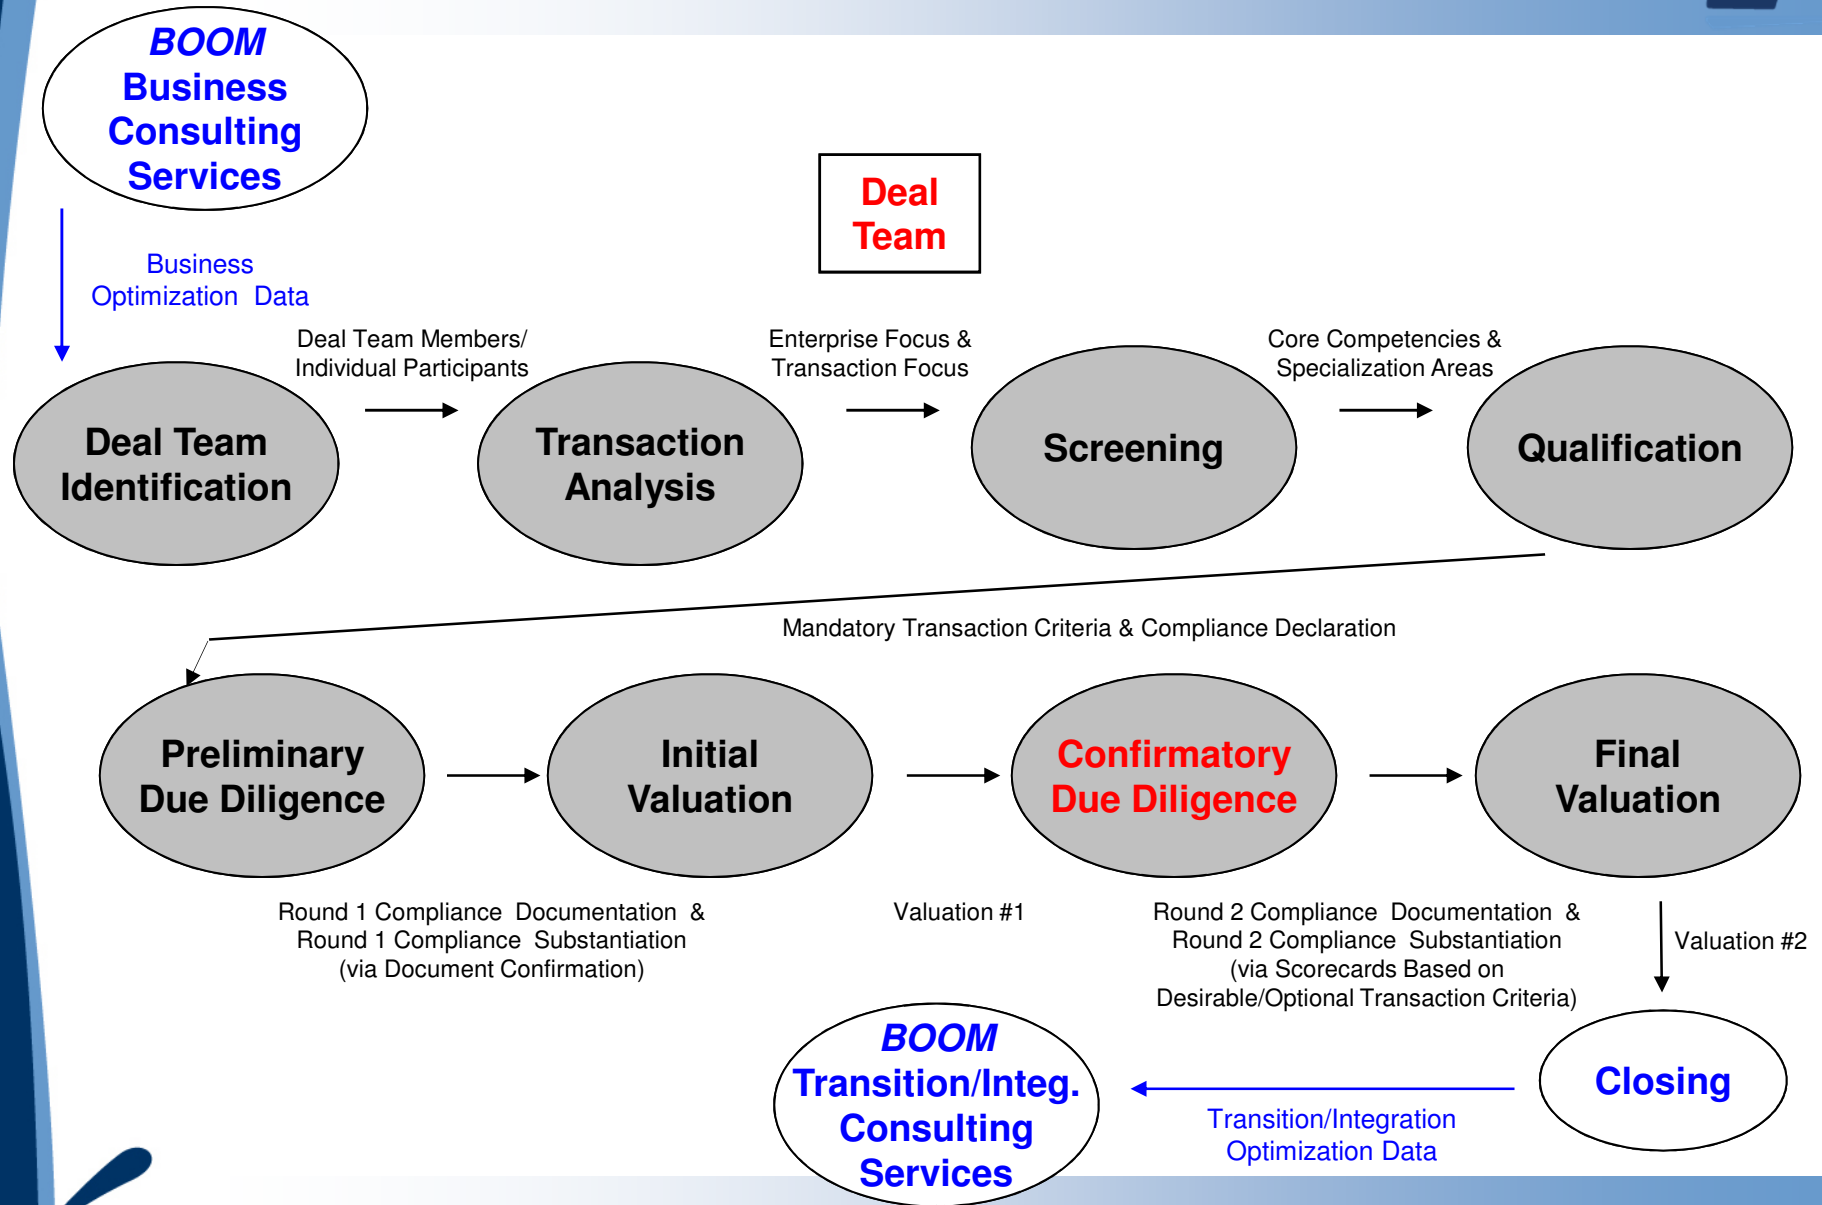 BOOM
Business
Consulting
Services
Deal
Team
Business
Optimization Data
Deal Team Members/
Individual Participants
Enterprise Focus &
Transaction Focus
Core Competencies &
Specialization Areas
Deal Team
Identification
Transaction
Analysis
Screening
Qualification
Mandatory Transaction Criteria & Compliance Declaration
Preliminary
Due Diligence
Initial
Valuation
Confirmatory
Due Diligence
Final
Valuation
Round 1 Compliance Documentation &
Round 1 Compliance Substantiation
(via Document Confirmation)
Valuation #1
Round 2 Compliance Documentation &
Round 2 Compliance Substantiation
(via Scorecards Based on
Desirable/Optional Transaction Criteria)
Valuation #2
BOOM
Transition/Integ.
Consulting
Services
Transition/Integration
Optimization Data
Closing